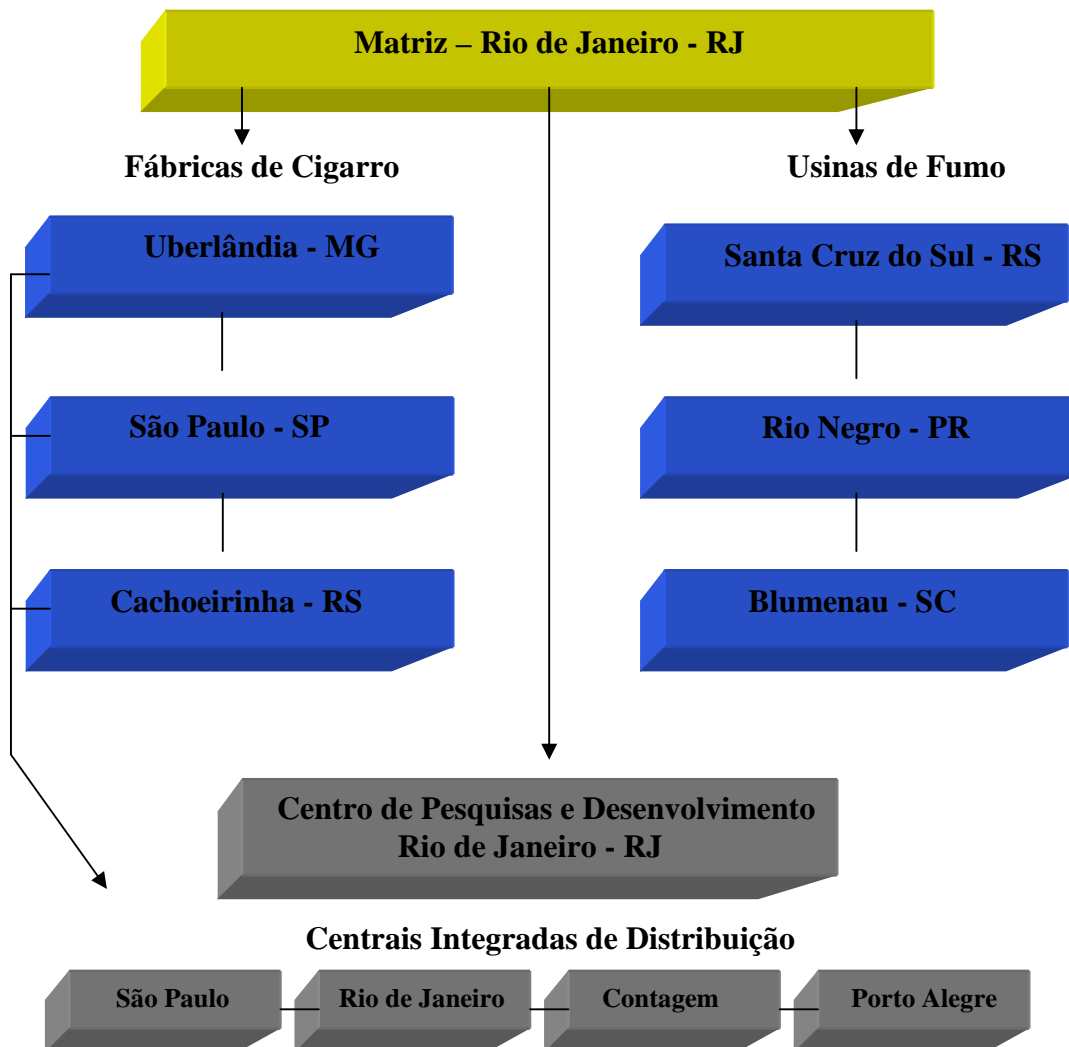 Matriz – Rio de Janeiro - RJ
Fábricas de Cigarro
Usinas de Fumo
Uberlândia - MG
Santa Cruz do Sul - RS
São Paulo - SP
Rio Negro - PR
Cachoeirinha - RS
Blumenau - SC
Centro de Pesquisas e Desenvolvimento
Rio de Janeiro - RJ
Centrais Integradas de Distribuição
São Paulo
Rio de Janeiro
Contagem
Porto Alegre